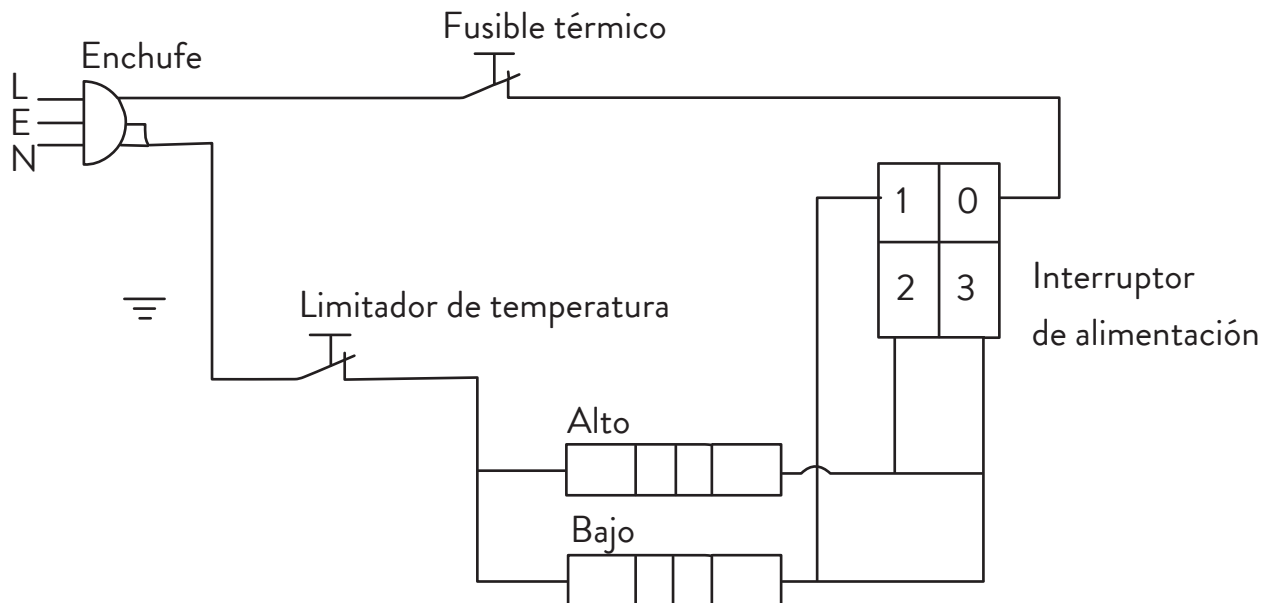 Fusible térmico
Enchufe
L
E
N
1 0
2 3
Interruptor
de alimentación
Limitador de temperatura
Alto
Bajo